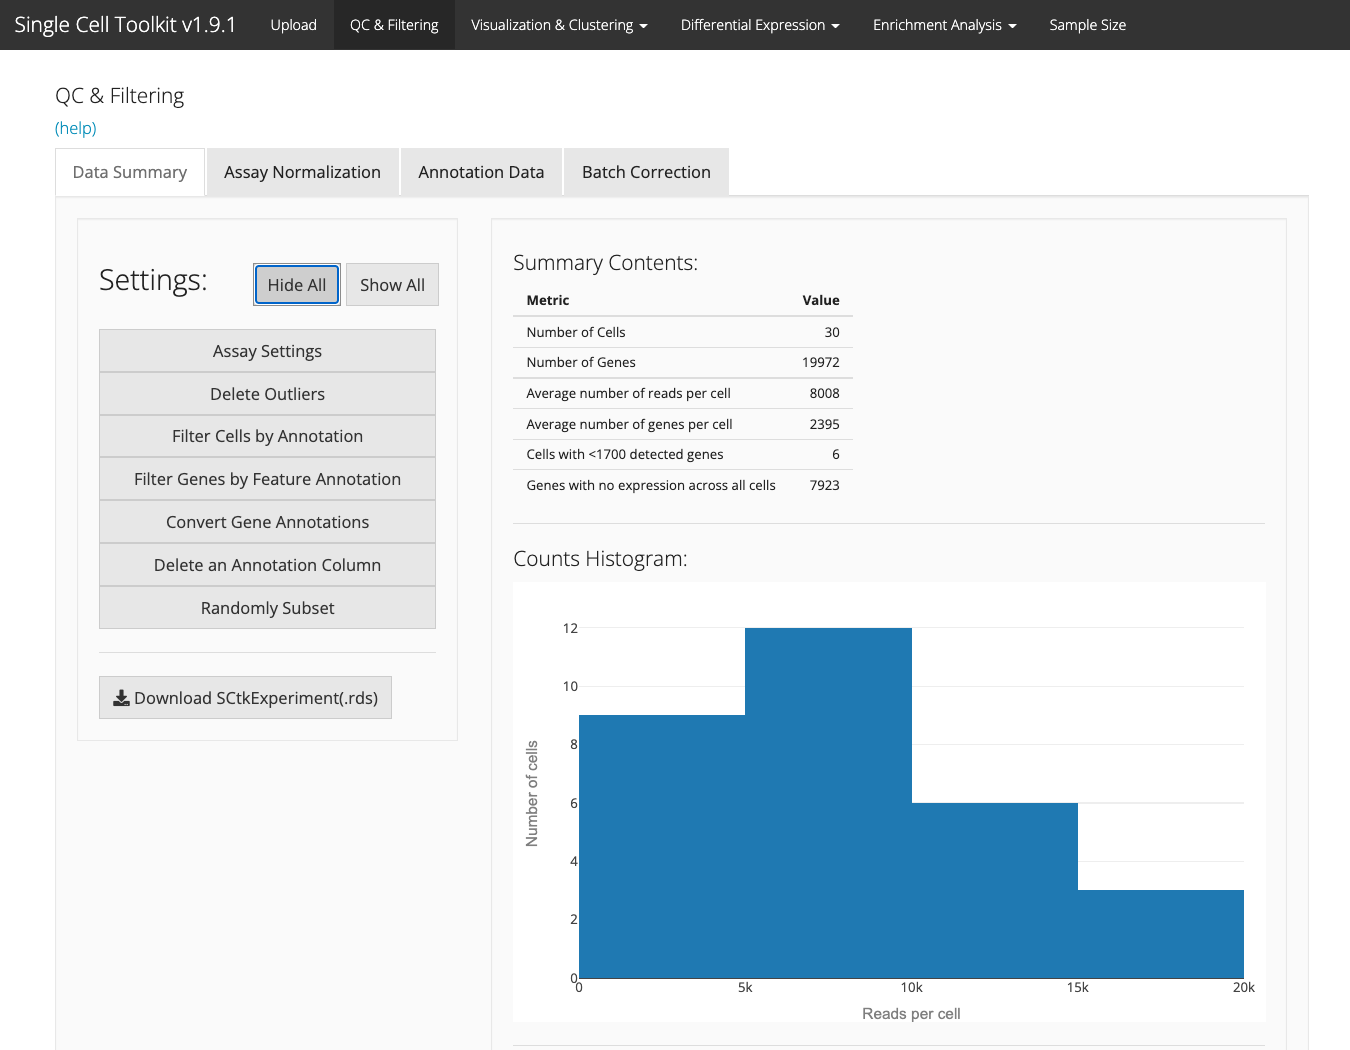 Single Cell Toolkit v1.9.1 Upload QC & Filtering Visualization & Clustering Differential Expression Enrichment Analysis Sample Size
QC & Filtering
(help)
Data Summary Assay Normalization Annotation Data Batch Correction
Settings: Hide All Show All
Assay Settings
Delete Outliers
Filter Cells by Annotation
Filter Genes by Feature Annotation
Convert Gene Annotations
Delete an Annotation Column
Randomly Subset
Download SCtkExperiment(.rds)
Summary Contents:
Metric Value
Number of Cells 30
Number of Genes 19972
Average number of reads per cell 8008
Average number of genes per cell 2395
Cells with <1700 detected genes 6
Genes with no expression across all cells 7923
Counts Histogram:
12
10
8
6
4
2
0
Number of cells
0 5k 10k 15k 20k
Reads per cell